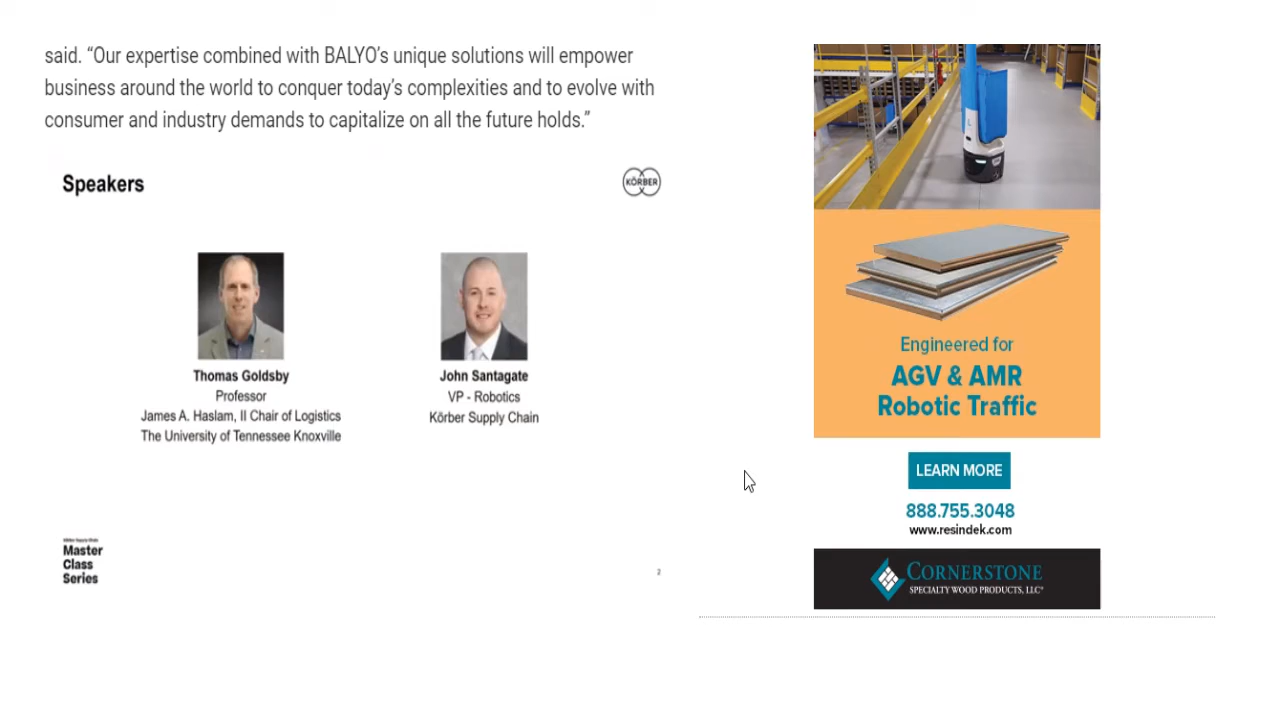 said. “Our expertise combined with BALYO’s unique solutions will empower
business around the world to conquer today’s complexities and to evolve with
consumer and industry demands to capitalize on all the future holds.”
Speakers
KÖRBER
Thomas Goldsby
Professor
James A. Haslam, II Chair of Logistics
The University of Tennessee Knoxville
John Santagate
VP - Robotics
Körber Supply Chain
Master
Class
Series
2
Engineered for
AGV & AMR
Robotic Traffic
LEARN MORE
888.755.3048
www.resindek.com
CORNERSTONE
SPECIALTY WOOD PRODUCTS, LLC®